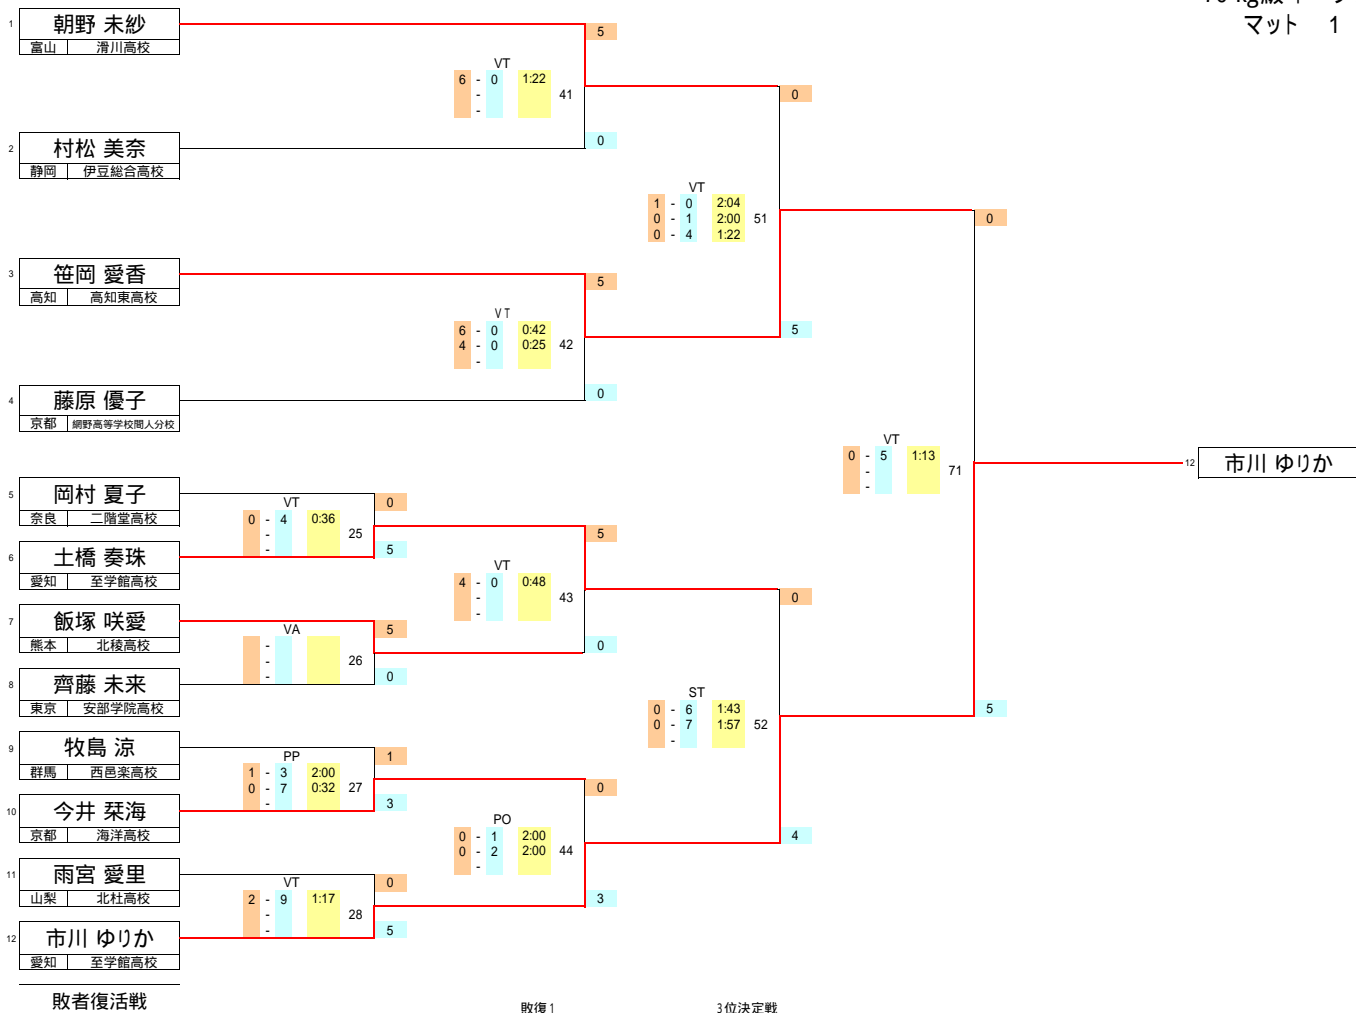 マット 1
1 朝野 未紗
富山 滑川高校
5
VT
6 - 0 1:22
-
-
41
0
2 村松 美奈
静岡 伊豆総合高校
0
VT
1 - 0 2:04
0 - 1 2:00
0 - 4 1:22
51
0
3 笹岡 愛香
高知 高知東高校
5
VT
6 - 0 0:42
4 - 0 0:25
-
42
5
4 藤原 優子
京都 網野高等学校間人分校
0
VT
0 - 5 1:13
-
-
71
12 市川 ゆりか
5 岡村 夏子
奈良 二階堂高校
0
VT
0 - 4 0:36
-
-
25
5
6 土橋 奏珠
愛知 至学館高校
5
VT
4 - 0 0:48
-
-
43
0
7 飯塚 咲愛
熊本 北稜高校
5
VA
-
-
-
26
0
0
8 齊藤 未来
東京 安部学院高校
ST
0 - 6 1:43
0 - 7 1:57
-
52
5
9 牧島 涼
群馬 西邑楽高校
1
PP
1 - 3 2:00
0 - 7 0:32
-
27
0
3
10 今井 栞海
京都 海洋高校
PO
0 - 1 2:00
0 - 2 2:00
-
44
4
11 雨宮 愛里
山梨 北杜高校
0
VT
2 - 9 1:17
-
-
28
3
5
12 市川 ゆりか
愛知 至学館高校
敗者復活戦
敗復1
3位決定戦